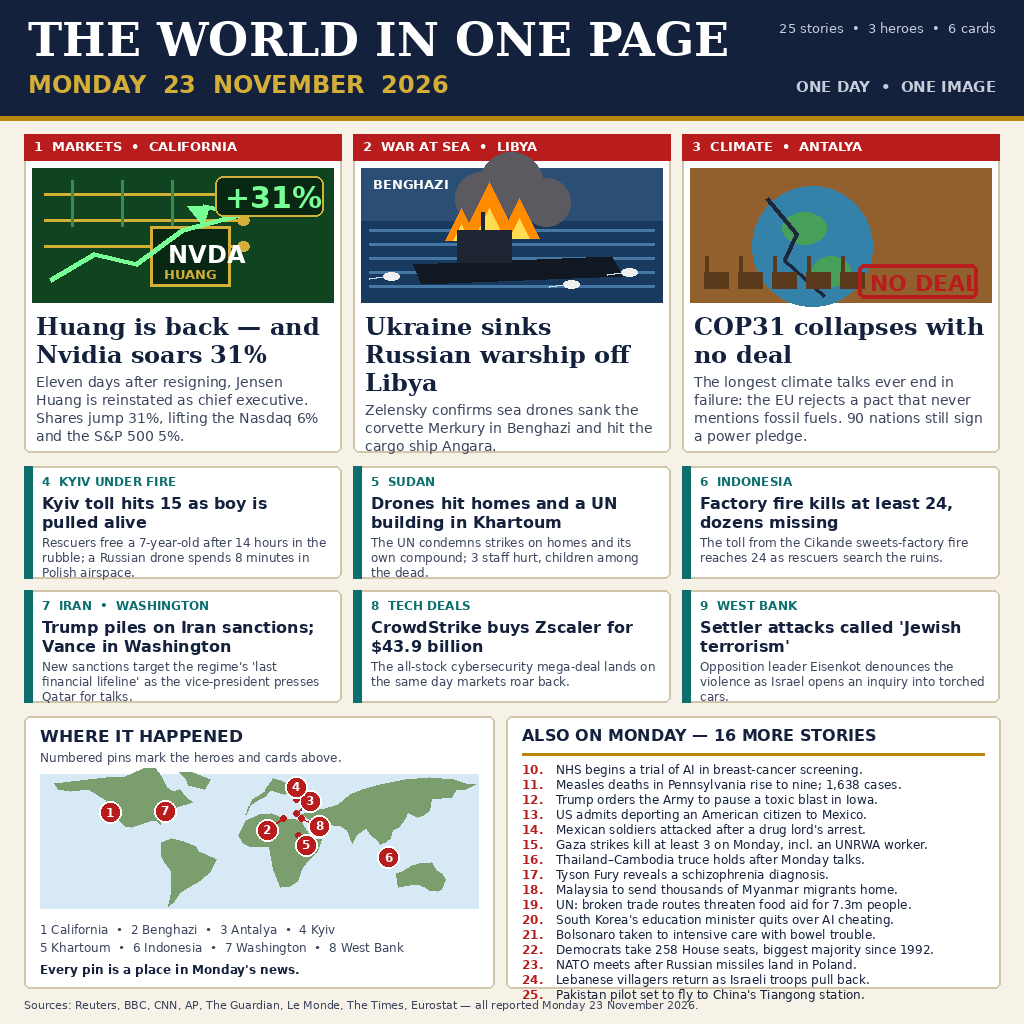 THE WORLD IN ONE PAGE
25 stories • 3 heroes • 6 cards
MONDAY 23 NOVEMBER 2026
ONE DAY • ONE IMAGE
1 MARKETS • CALIFORNIA
+31%
NVDA
HUANG
Huang is back — and
Nvidia soars 31%
Eleven days after resigning, Jensen
Huang is reinstated as chief executive.
Shares jump 31%, lifting the Nasdaq 6%
and the S&P 500 5%.
2 WAR AT SEA • LIBYA
BENGHAZI
Ukraine sinks
Russian warship off
Libya
Zelensky confirms sea drones sank the
corvette Merkury in Benghazi and hit the
cargo ship Angara.
3 CLIMATE • ANTALYA
NO DEAL
COP31 collapses with
no deal
The longest climate talks ever end in
failure: the EU rejects a pact that never
mentions fossil fuels. 90 nations still sign
a power pledge.
4 KYIV UNDER FIRE
Kyiv toll hits 15 as boy is
pulled alive
Rescuers free a 7-year-old after 14 hours in the
rubble; a Russian drone spends 8 minutes in
Polish airspace.
5 SUDAN
Drones hit homes and a UN
building in Khartoum
The UN condemns strikes on homes and its
own compound; 3 staff hurt, children among
the dead.
6 INDONESIA
Factory fire kills at least 24,
dozens missing
The toll from the Cikande sweets-factory fire
reaches 24 as rescuers search the ruins.
7 IRAN • WASHINGTON
Trump piles on Iran sanctions;
Vance in Washington
New sanctions target the regime's 'last
financial lifeline' as the vice-president presses
Qatar for talks.
8 TECH DEALS
CrowdStrike buys Zscaler for
$43.9 billion
The all-stock cybersecurity mega-deal lands on
the same day markets roar back.
9 WEST BANK
Settler attacks called 'Jewish
terrorism'
Opposition leader Eisenkot denounces the
violence as Israel opens an inquiry into torched
cars.
WHERE IT HAPPENED
Numbered pins mark the heroes and cards above.
1
7
4
3
2
8
5
6
1 California • 2 Benghazi • 3 Antalya • 4 Kyiv
5 Khartoum • 6 Indonesia • 7 Washington • 8 West Bank
Every pin is a place in Monday's news.
ALSO ON MONDAY — 16 MORE STORIES
10. NHS begins a trial of AI in breast-cancer screening.
11. Measles deaths in Pennsylvania rise to nine; 1,638 cases.
12. Trump orders the Army to pause a toxic blast in Iowa.
13. US admits deporting an American citizen to Mexico.
14. Mexican soldiers attacked after a drug lord's arrest.
15. Gaza strikes kill at least 3 on Monday, incl. an UNRWA worker.
16. Thailand–Cambodia truce holds after Monday talks.
17. Tyson Fury reveals a schizophrenia diagnosis.
18. Malaysia to send thousands of Myanmar migrants home.
19. UN: broken trade routes threaten food aid for 7.3m people.
20. South Korea's education minister quits over AI cheating.
21. Bolsonaro taken to intensive care with bowel trouble.
22. Democrats take 258 House seats, biggest majority since 1992.
23. NATO meets after Russian missiles land in Poland.
24. Lebanese villagers return as Israeli troops pull back.
25. Pakistan pilot set to fly to China's Tiangong station.
Sources: Reuters, BBC, CNN, AP, The Guardian, Le Monde, The Times, Eurostat — all reported Monday 23 November 2026.